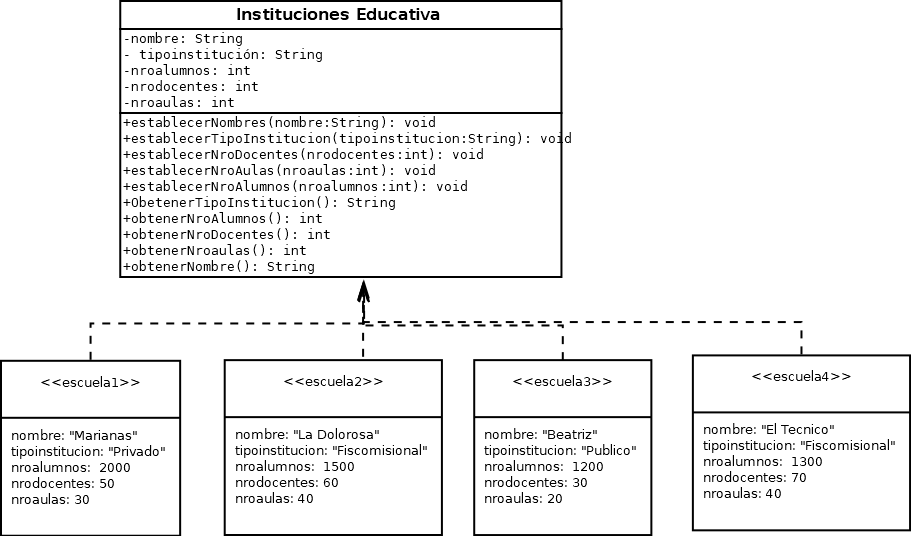 Instituciones Educativa
-nombre: String
- tipoinstitución: String
-nroalumnos: int
-nrodocentes: int
-nroaulas: int
+establecerNombres(nombre:String): void
+establecerTipoInstitucion(tipoinstitucion:String): void
+establecerNroDocentes(nrodocentes:int): void
+establecerNroAulas(nroaulas:int): void
+establecerNroAlumnos(nroalumnos:int): void
+ObetenerTipoInstitucion(): String
+obtenerNroAlumnos(): int
+obtenerNroDocentes(): int
+obtenerNroaulas(): int
+obtenerNombre(): String
<<escuela1>>
nombre: "Marianas"
tipoinstitucion: "Privado"
nroalumnos:  2000
nrodocentes: 50
nroaulas: 30
<<escuela2>>
nombre: "La Dolorosa"
tipoinstitucion: "Fiscomisional"
nroalumnos:  1500
nrodocentes: 60
nroaulas: 40
<<escuela3>>
nombre: "Beatriz"
tipoinstitucion: "Publico"
nroalumnos:  1200
nrodocentes: 30
nroaulas: 20
<<escuela4>>
nombre: "El Tecnico"
tipoinstitucion: "Fiscomisional"
nroalumnos:  1300
nrodocentes: 70
nroaulas: 40